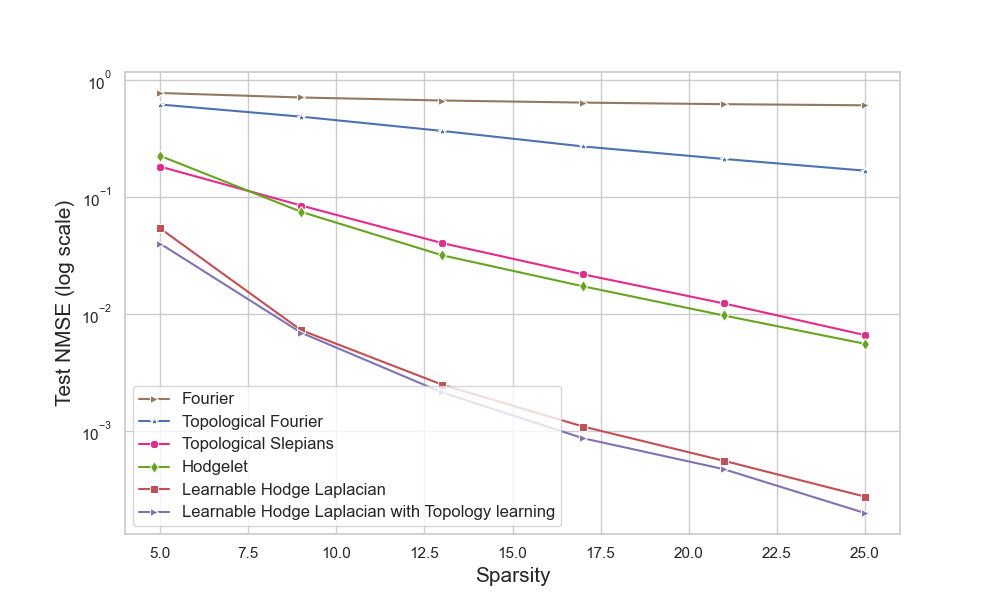 10⁰
10⁻¹
10⁻²
10⁻³
Test NMSE (log scale)
Fourier
Topological Fourier
Topological Slepians
Hodgelet
Learnable Hodge Laplacian
Learnable Hodge Laplacian with Topology learning
5.0 7.5 10.0 12.5 15.0 17.5 20.0 22.5 25.0
Sparsity